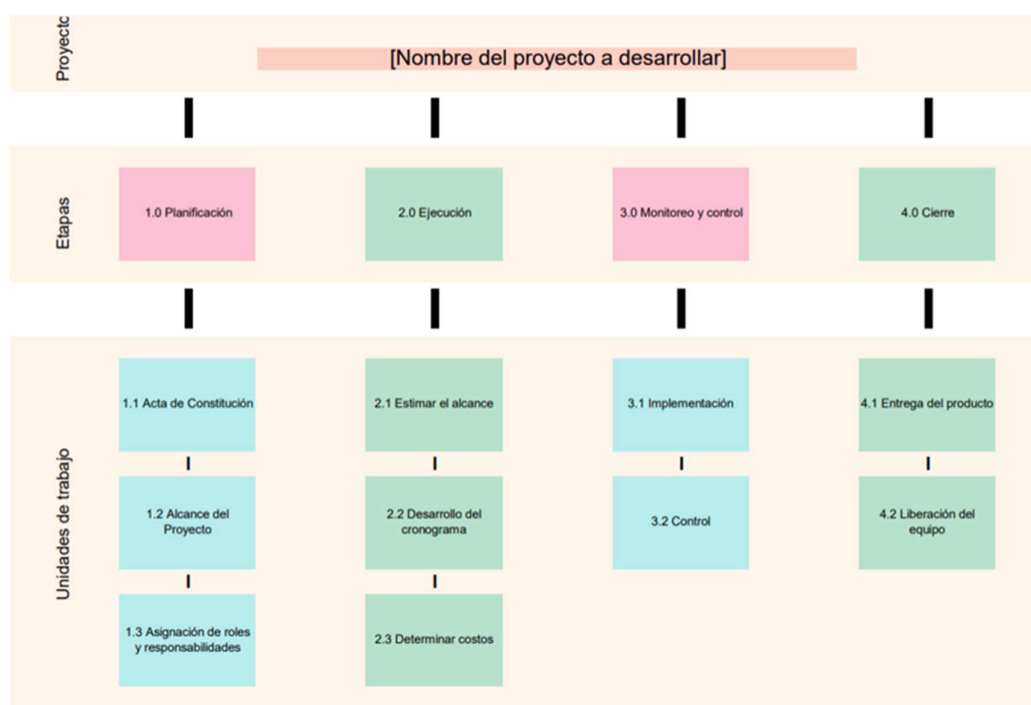 Proyecto
[Nombre del proyecto a desarrollar]
Etapas
1.0 Planificación
2.0 Ejecución
3.0 Monitoreo y control
4.0 Cierre
Unidades de trabajo
1.1 Acta de Constitución
2.1 Estimar el alcance
3.1 Implementación
4.1 Entrega del producto
1.2 Alcance del
Proyecto
2.2 Desarrollo del
cronograma
3.2 Control
4.2 Liberación del
equipo
1.3 Asignación de roles
y responsabilidades
2.3 Determinar costos